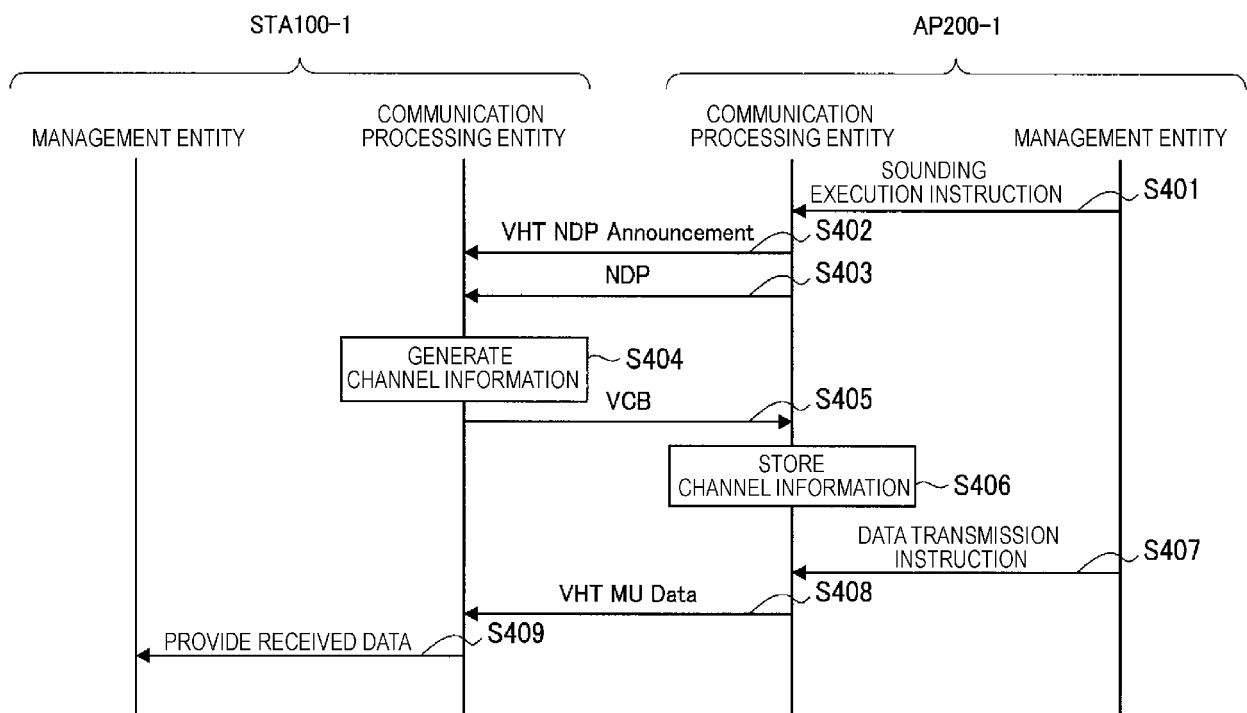 STA100-1
AP200-1
MANAGEMENT ENTITY
COMMUNICATION
PROCESSING ENTITY
COMMUNICATION
PROCESSING ENTITY
MANAGEMENT ENTITY
SOUNDING
EXECUTION INSTRUCTION
S401
VHT NDP Announcement
S402
NDP
S403
GENERATE
CHANNEL INFORMATION
S404
VCB
S405
STORE
CHANNEL INFORMATION
S406
DATA TRANSMISSION
INSTRUCTION
S407
VHT MU Data
S408
PROVIDE RECEIVED DATA
S409